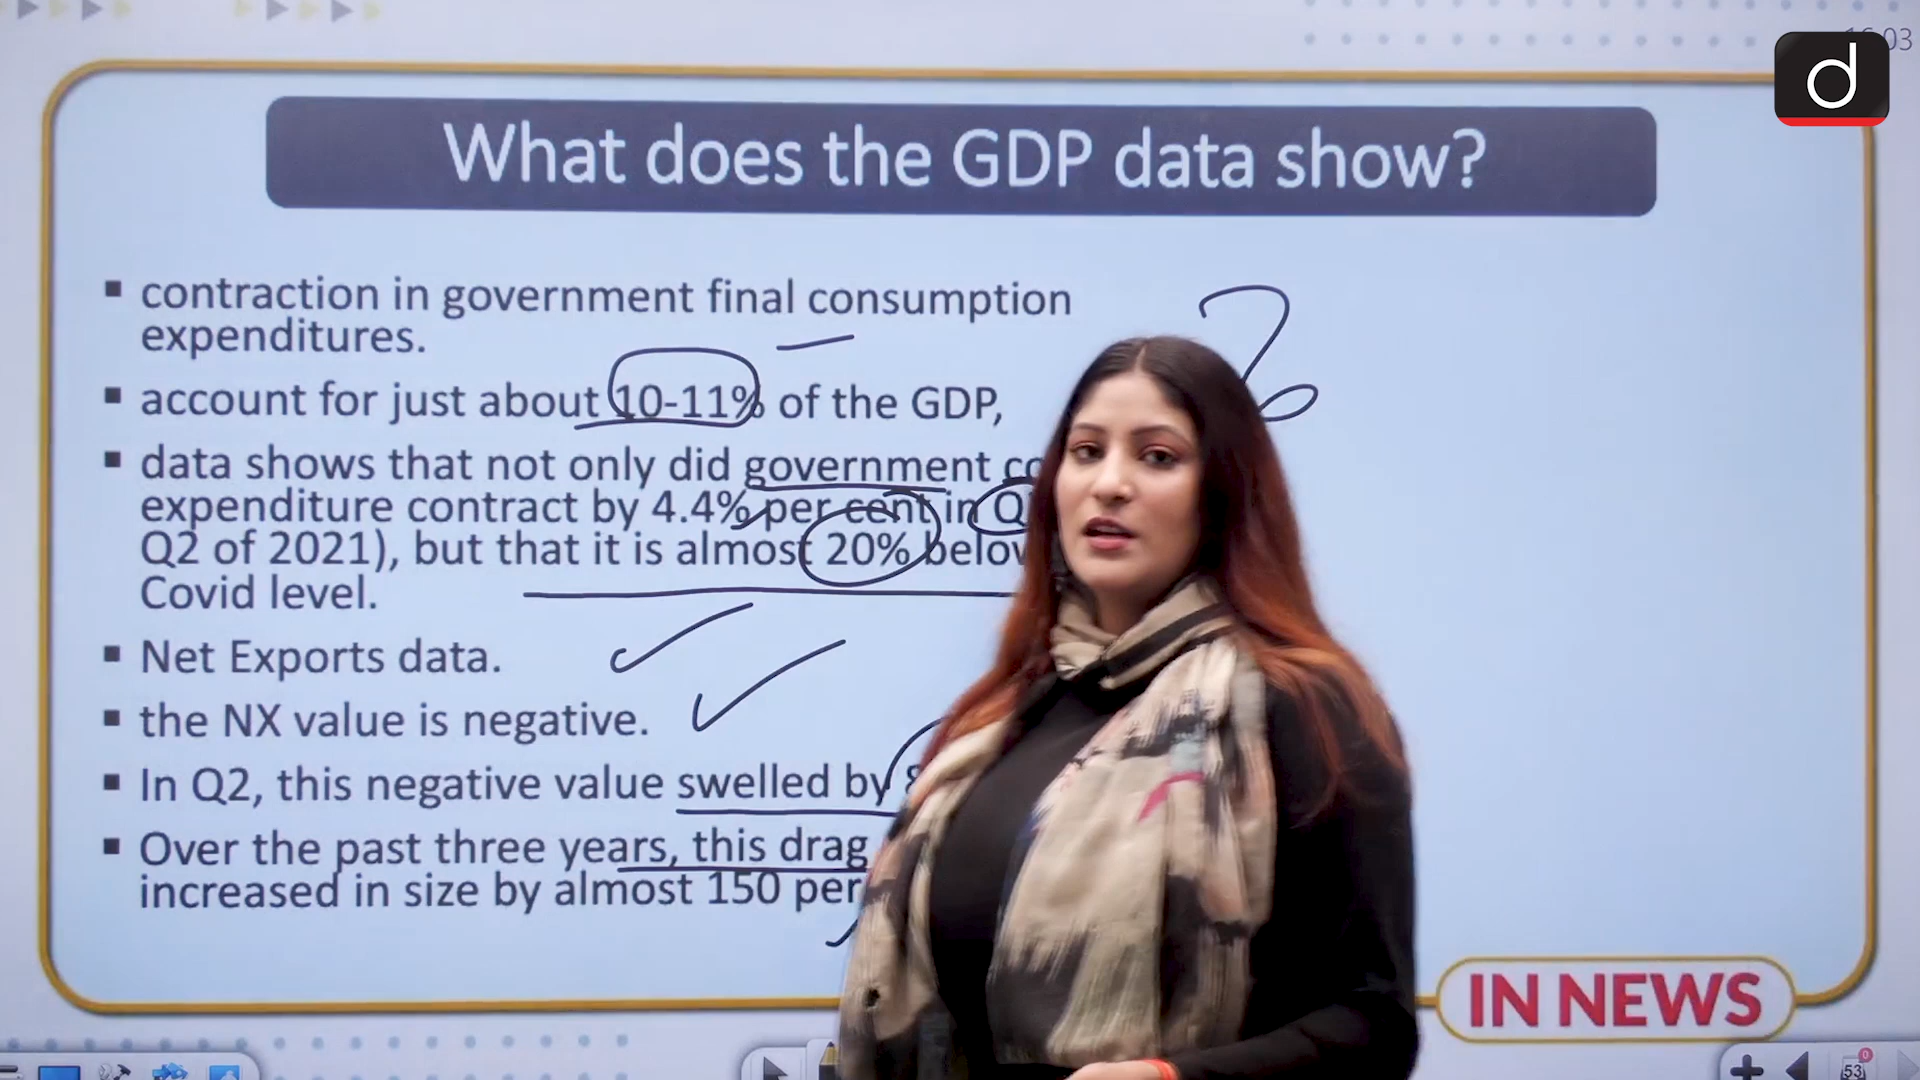 03
d
What does the GDP data show?
contraction in government final consumption
expenditures.
account for just about 10-11% of the GDP,
data shows that not only did government
expenditure contract by 4.4% per cent in
Q2 of 2021), but that it is almost 20%
Covid level.
Net Exports data.
the NX value is negative.
In Q2, this negative value swelled by
Over the past three years, this drag
increased in size by almost 150 per
IN NEWS
0
53